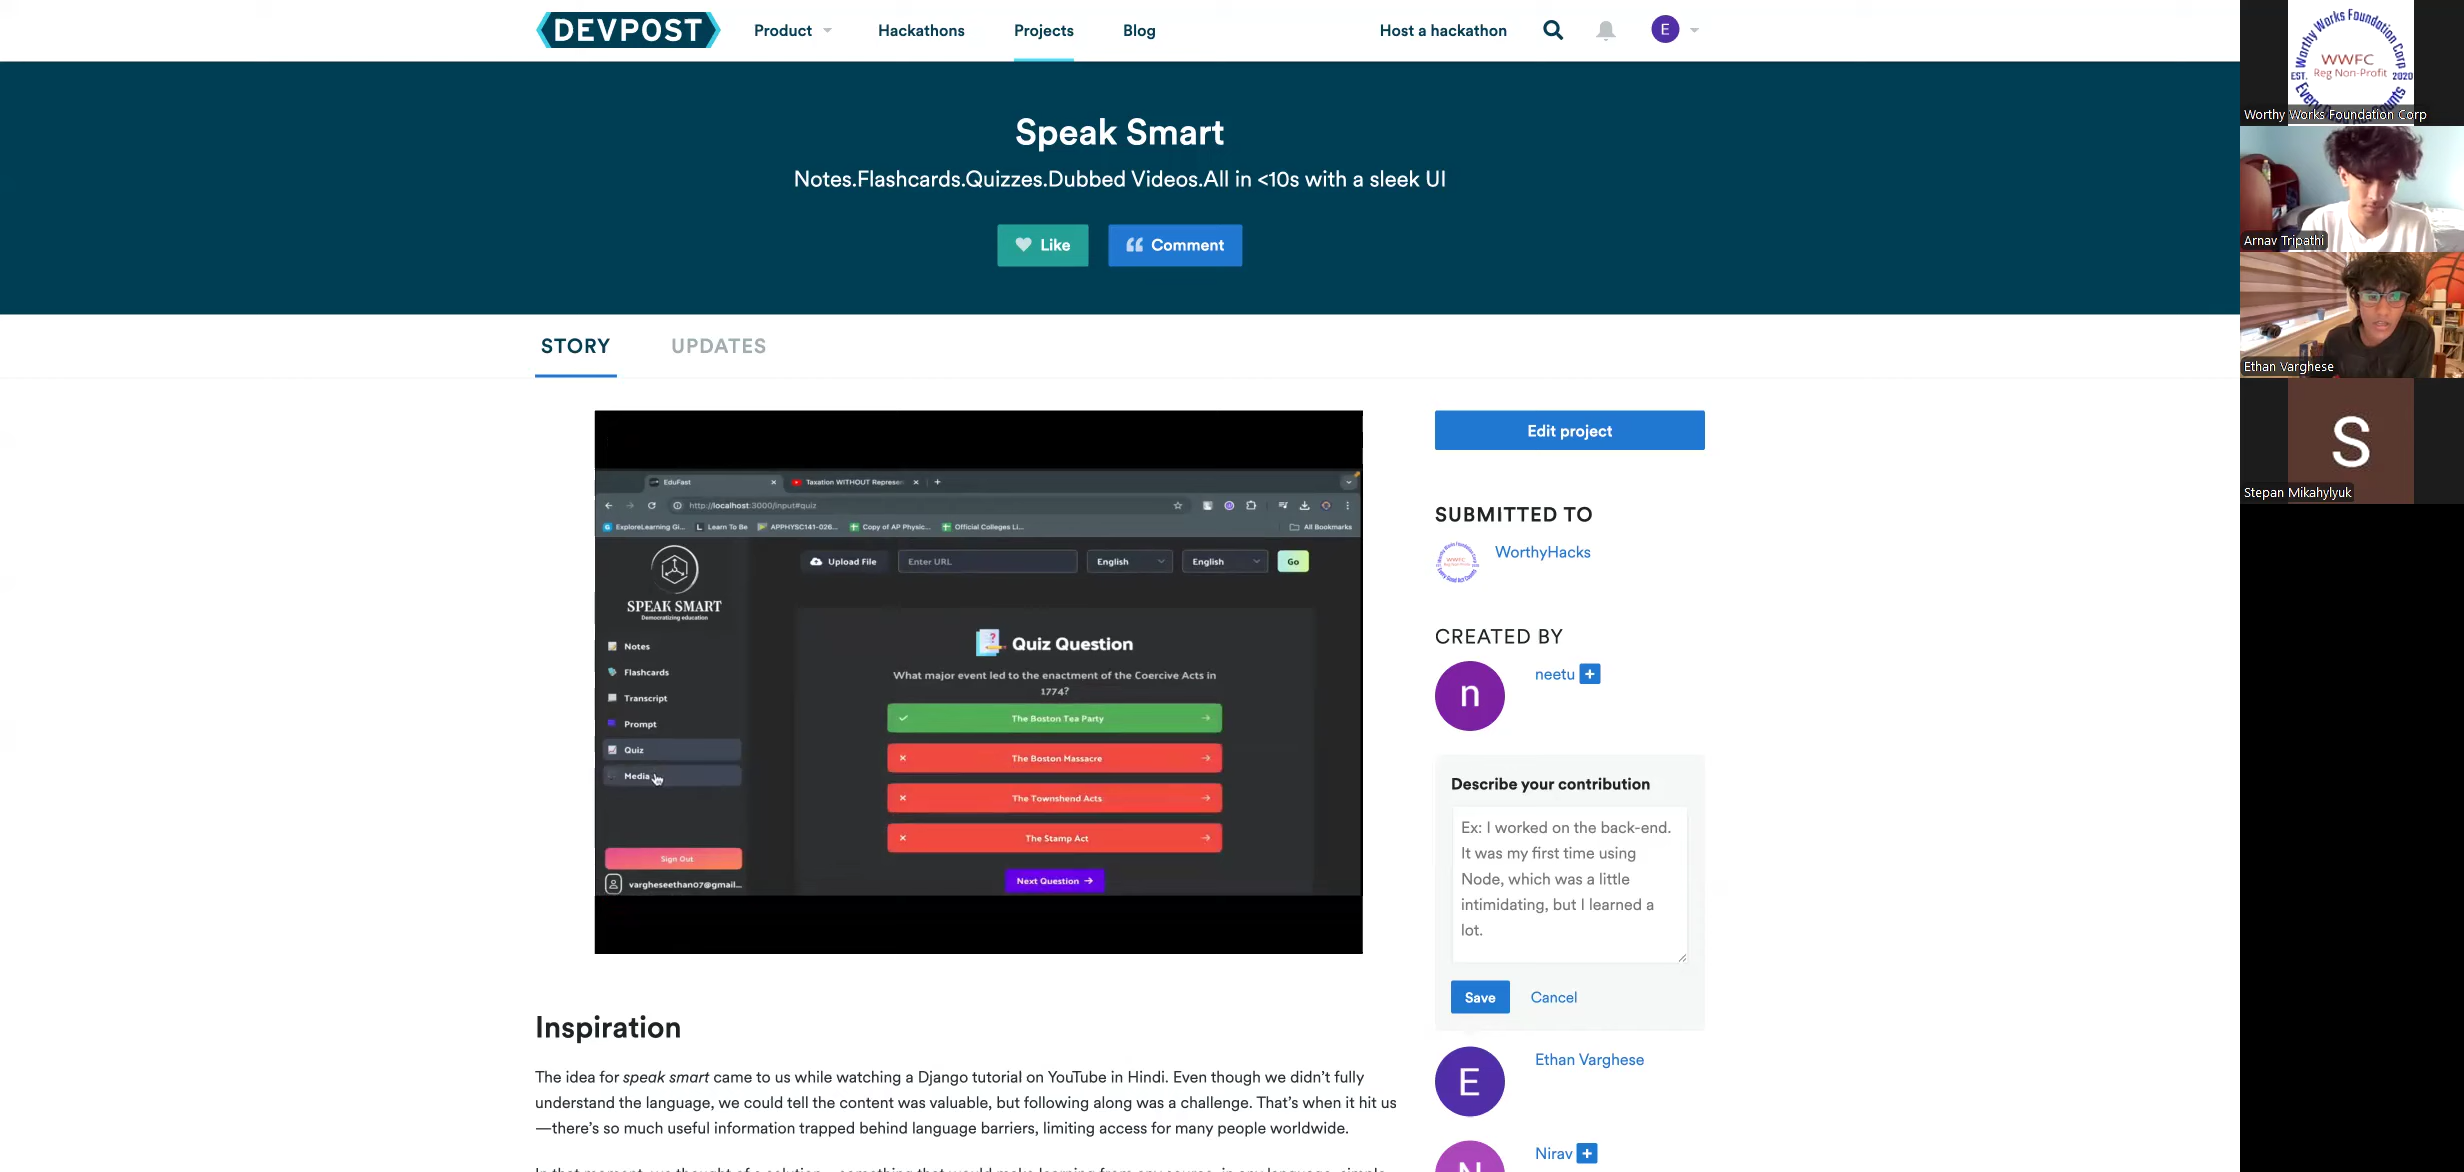 DEVPOST
Product
Hackathons
Projects
Blog
Host a hackathon
E
Speak Smart
Notes.Flashcards.Quizzes.Dubbed Videos.All in <10s with a sleek UI
Like
Comment
STORY
UPDATES
EduFast
Taxation WITHOUT Represen
http://localhost:3000/input#quiz
ExploreLearning Gi...
Learn To Be
APPHYSC141-026...
Copy of AP Physic...
Official Colleges Li...
All Bookmarks
SPEAK SMART
Democratizing education
Notes
Flashcards
Transcript
Prompt
Quiz
Media
Sign Out
vargheseethan07@gmail...
Upload File
Enter URL
English
English
Go
Quiz Question
What major event led to the enactment of the Coercive Acts in
1774?
The Boston Tea Party
The Boston Massacre
The Townshend Acts
The Stamp Act
Next Question
Inspiration
The idea for speak smart came to us while watching a Django tutorial on YouTube in Hindi. Even though we didn't fully
understand the language, we could tell the content was valuable, but following along was a challenge. That's when it hit us
—there's so much useful information trapped behind language barriers, limiting access for many people worldwide.
Edit project
SUBMITTED TO
WorthyHacks
CREATED BY
n
neetu
Describe your contribution
Ex: I worked on the back-end.
It was my first time using
Node, which was a little
intimidating, but I learned a
lot.
Save
Cancel
E
Ethan Varghese
Nirav
Worthy Works Foundation Corp
WWFC
Reg Non-Profit
EST.
2020
Every Good Act Counts
Worthy Works Foundation Corp
Arnav Tripathi
Ethan Varghese
S
Stepan Mikahylyuk